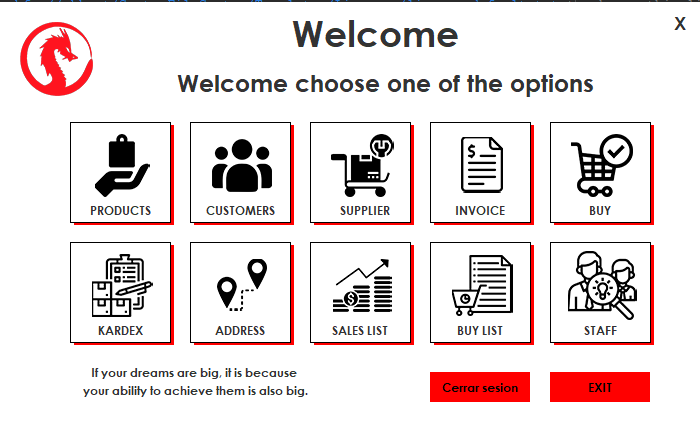 Welcome
X
Welcome choose one of the options
$
PRODUCTS
CUSTOMERS
SUPPLIER
INVOICE
BUY
$
KARDEX
ADDRESS
SALES LIST
BUY LIST
STAFF
If your dreams are big, it is because
your ability to achieve them is also big.
Cerrar sesion
EXIT